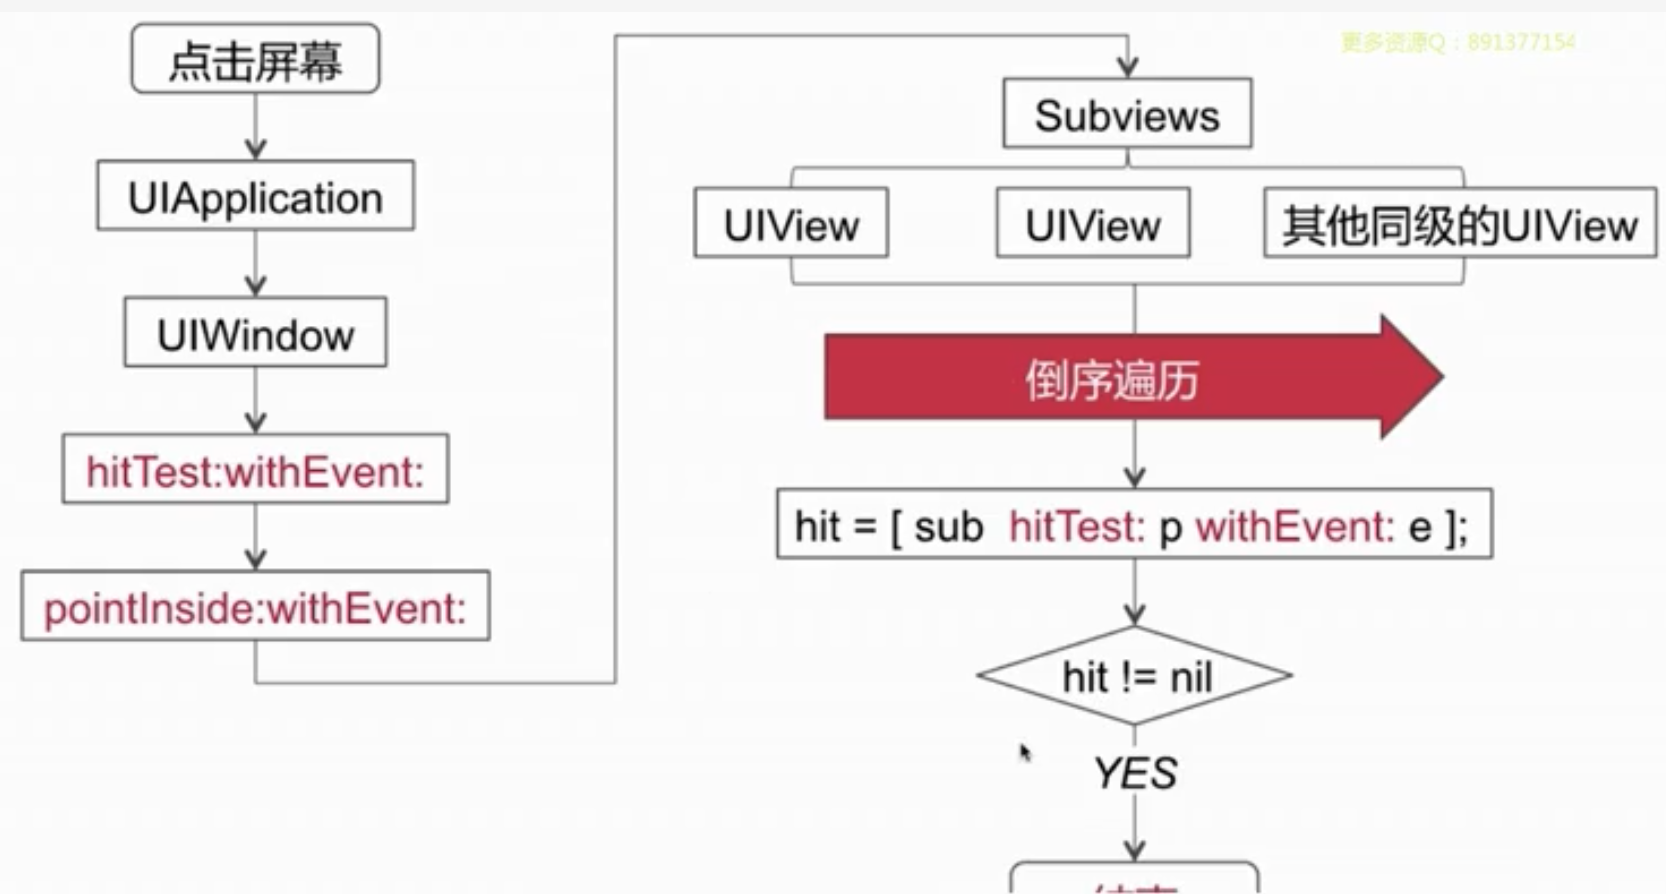 点击屏幕
UIApplication
UIWindow
hitTest:withEvent:
pointInside:withEvent:
更多资源Q：891377154
Subviews
UIView
UIView
其他同级的UIView
倒序遍历
hit = [ sub hitTest: p withEvent: e ];
hit != nil
YES